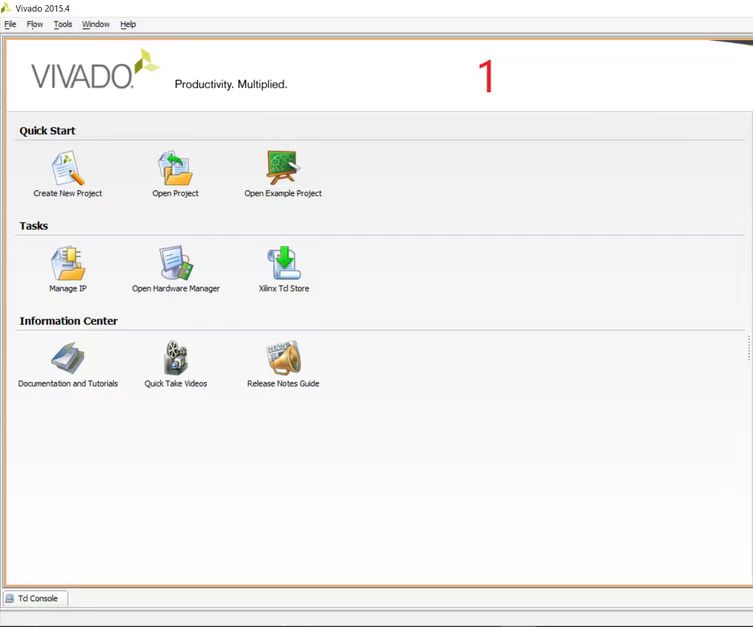 Vivado 2015.4
File Flow Tools Window Help
VIVADO. Productivity. Multiplied. 1
Quick Start
Create New Project Open Project Open Example Project
Tasks
Manage IP Open Hardware Manager Xilinx Tcl Store
Information Center
Documentation and Tutorials Quick Take Videos Release Notes Guide
Tcl Console